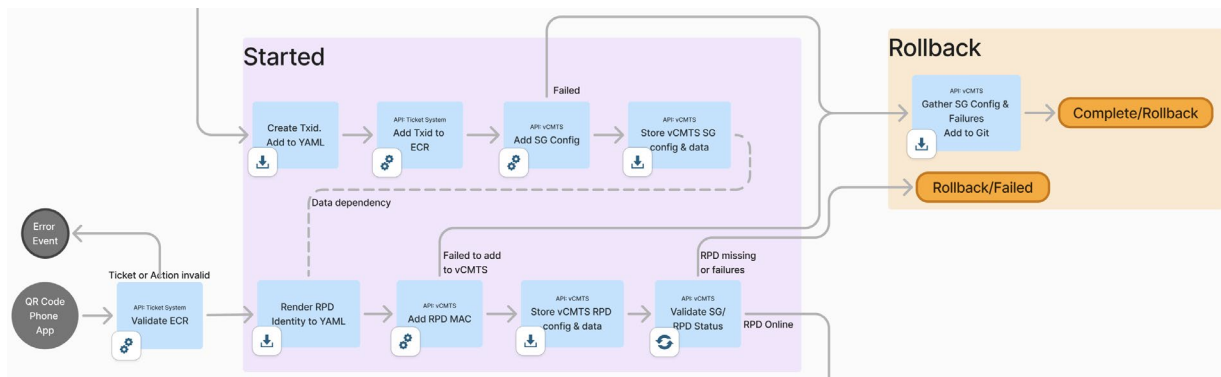 Started
Rollback
Failed
Create Txid.
Add to YAML
API: Ticket System
Add Txid to
ECR
API: vCMTS
Add SG Config
API: vCMTS
Store vCMTS SG
config & data
API: vCMTS
Gather SG Config &
Failures
Add to Git
Complete/Rollback
Rollback/Failed
Data dependency
Error
Event
Ticket or Action invalid
Failed to add
to vCMTS
RPD missing
or failures
QR Code
Phone
App
API: Ticket System
Validate ECR
Render RPD
Identity to YAML
API: vCMTS
Add RPD MAC
API: vCMTS
Store vCMTS RPD
config & data
API: vCMTS
Validate SG/
RPD Status
RPD Online